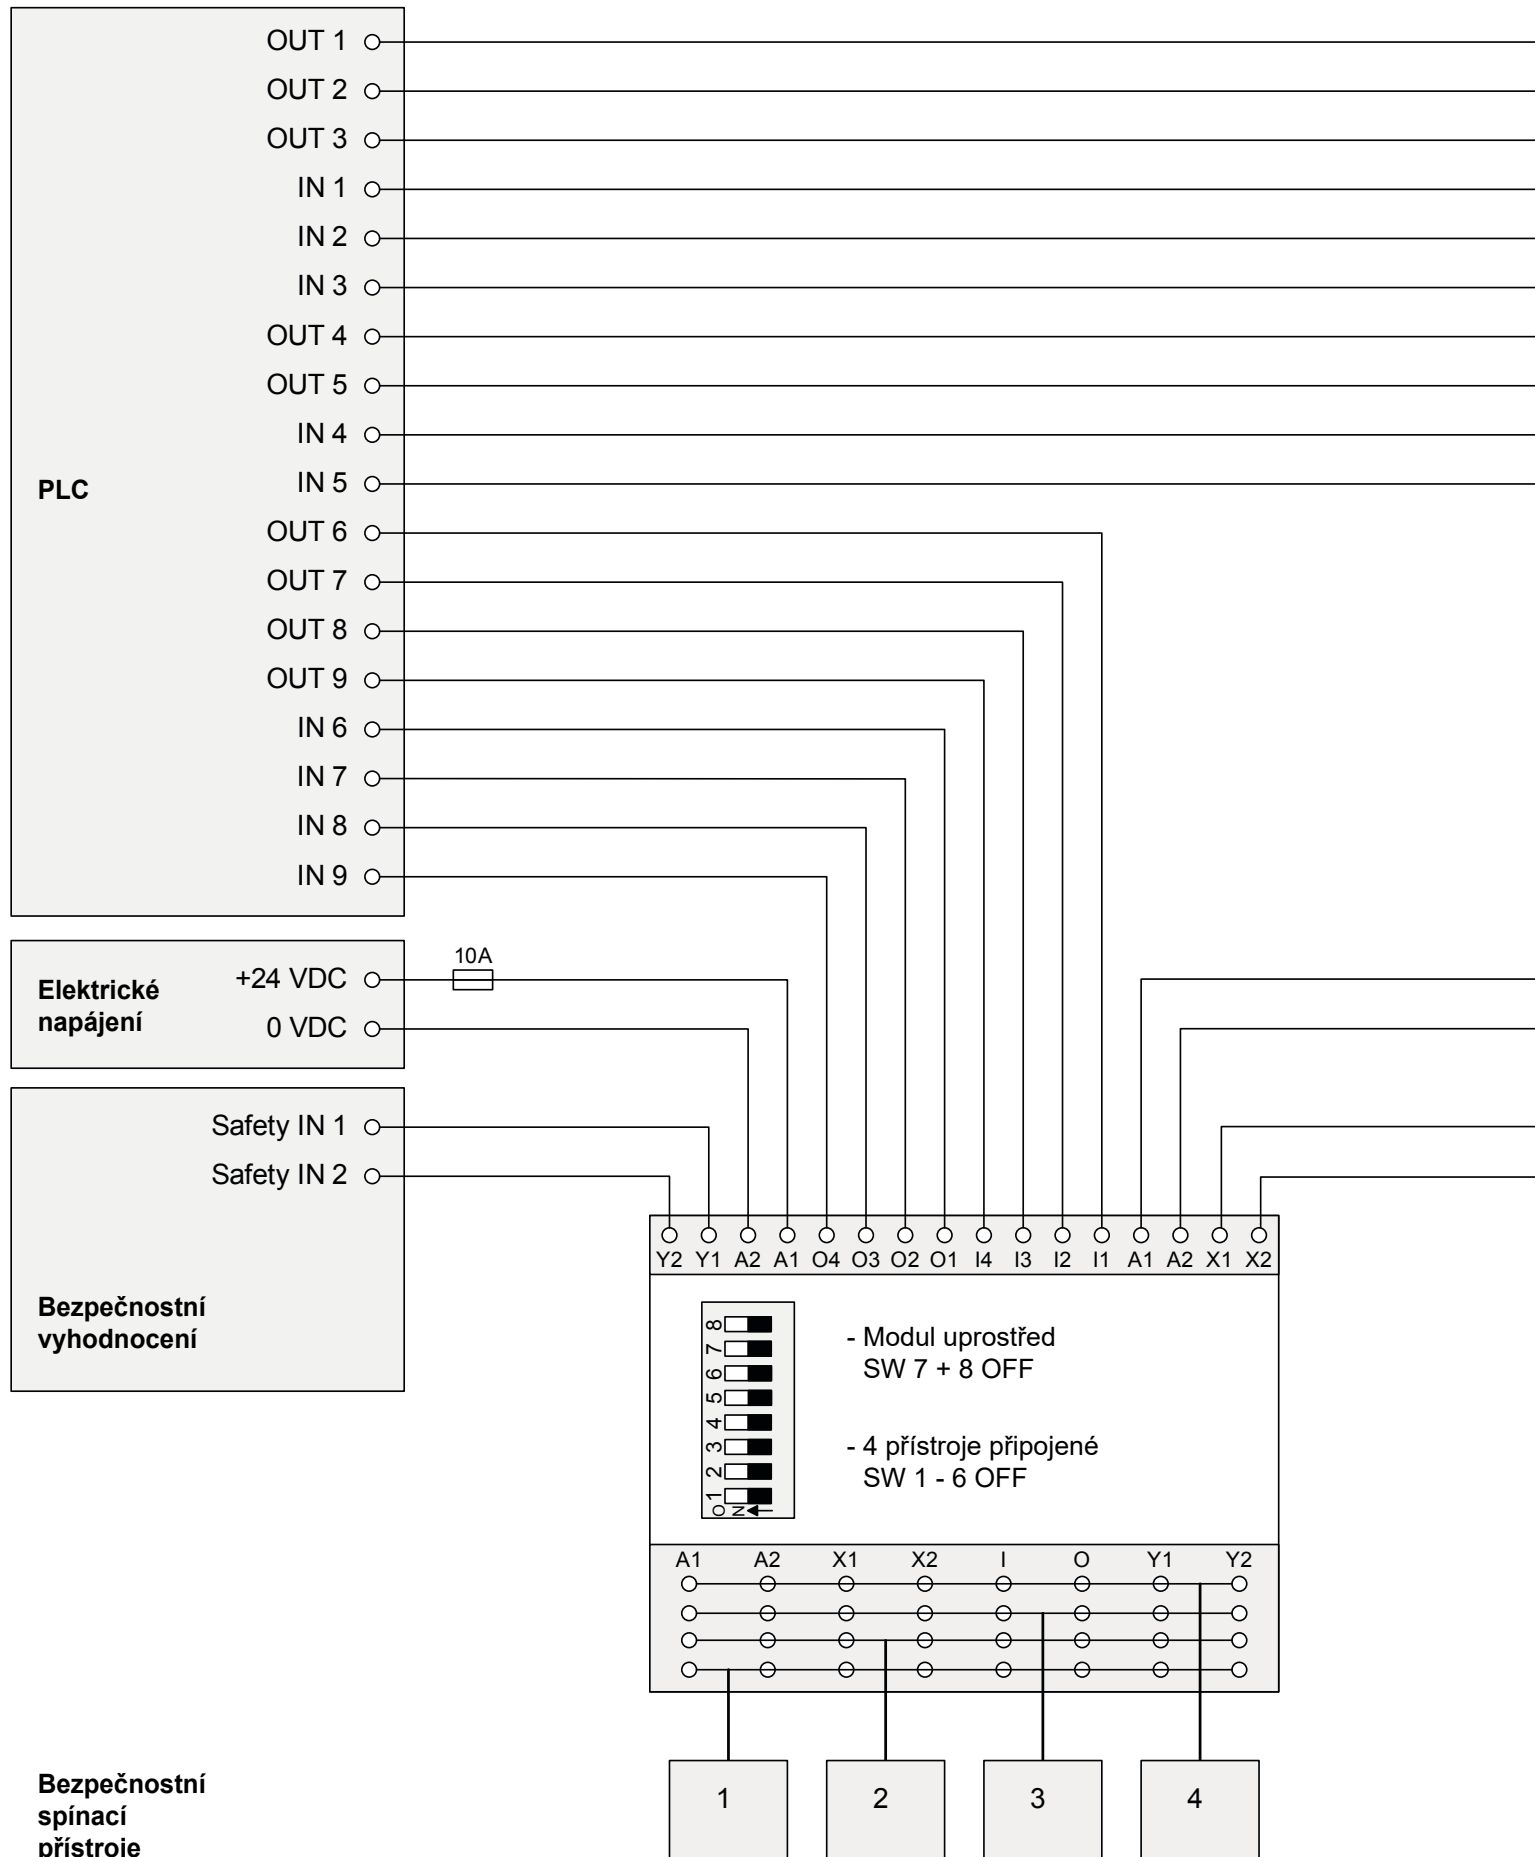 OUT 1
OUT 2
OUT 3
IN 1
IN 2
IN 3
OUT 4
OUT 5
IN 4
PLC
IN 5
OUT 6
OUT 7
OUT 8
OUT 9
IN 6
IN 7
IN 8
IN 9
10A
Elektrické
napájení
+24 VDC
0 VDC
Safety IN 1
Safety IN 2
Bezpečnostní
vyhodnocení
Y2 Y1 A2 A1 O4 O3 O2 O1 I4 I3 I2 I1 A1 A2 X1 X2
8
7
6
5
4
3
2
1
ON
- Modul uprostřed
SW 7 + 8 OFF
- 4 přístroje připojené
SW 1 - 6 OFF
A1 A2 X1 X2 I O Y1 Y2
1 2 3 4
Bezpečnostní
spínací
přístroje